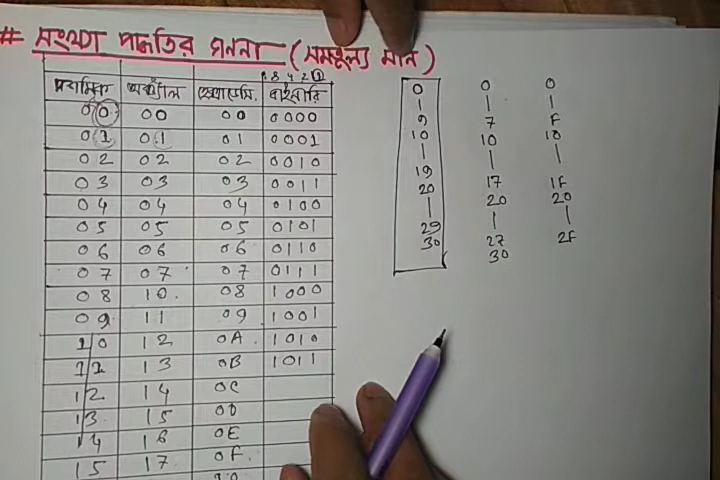 # সংখ্যা পদ্ধতির গননা (সমতুল্য মান)
8 4 2 1
দশমিক অক্টাল হেক্সাডেসি. বাইনারি
00 00 00 0000
01 01 01 0001
02 02 02 0010
03 03 03 0011
04 04 04 0100
05 05 05 0101
06 06 06 0110
07 07 07 0111
08 10 08 1000
09 11 09 1001
10 12 0A 1010
11 13 0B 1011
12 14 0C
13 15 0D
14 16 0E
15 17 0F
0 0 0
9 7 F
10 10 10
19 17 1F
20 20 20
29 27 2F
30 30